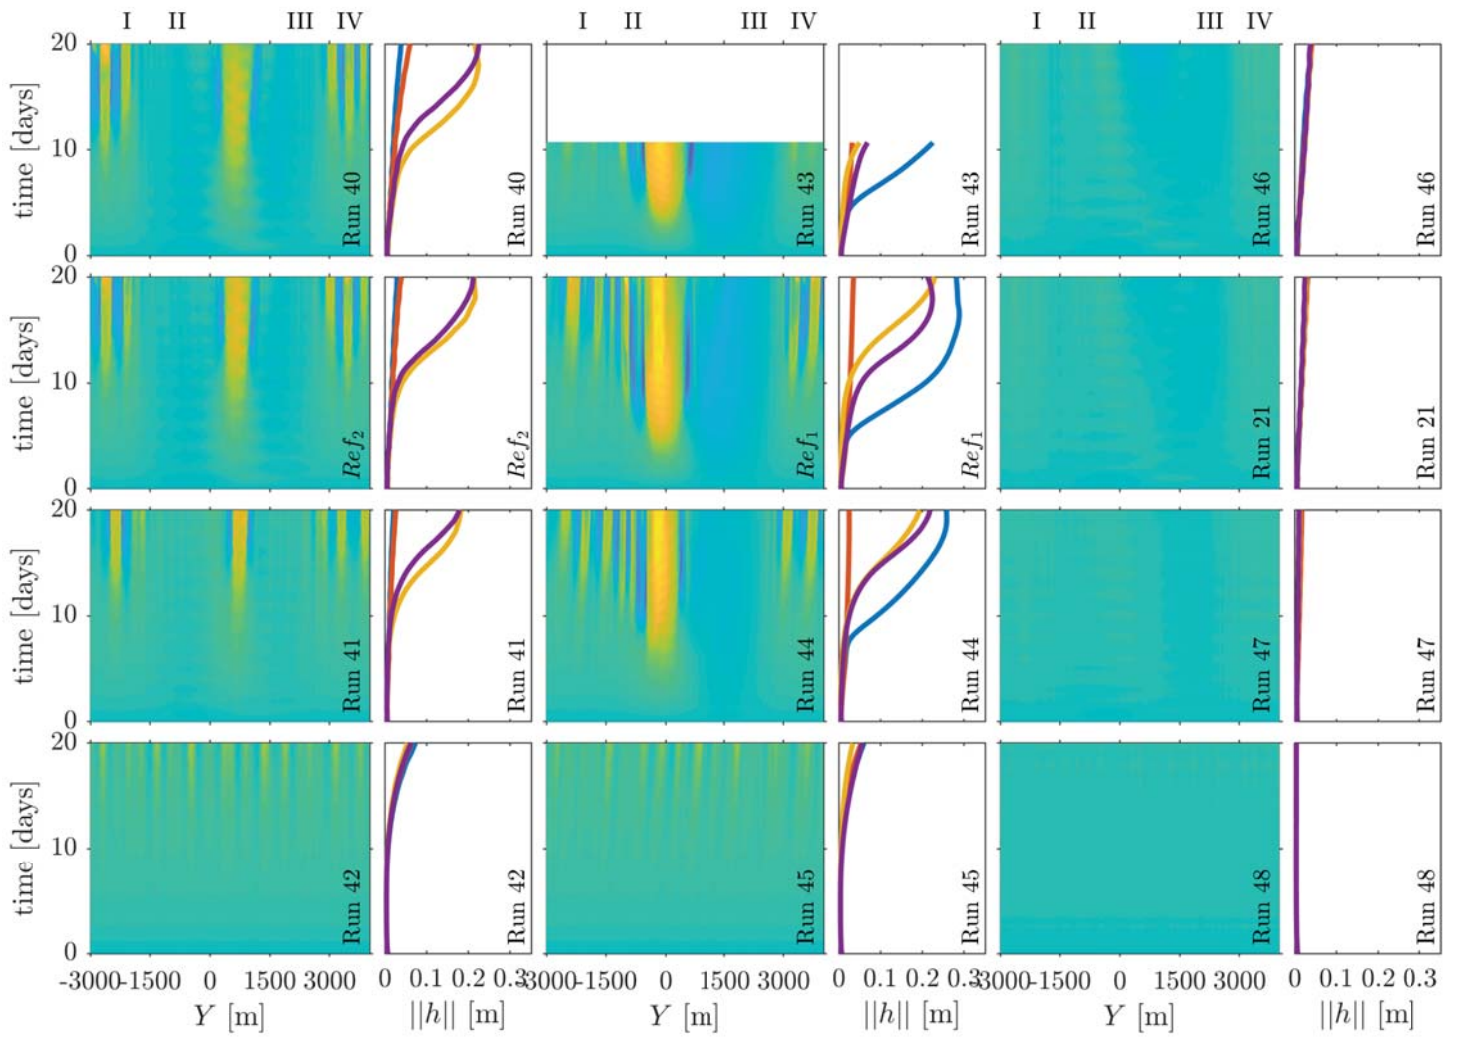 I II III IV I II III IV I II III IV
20
time [days]
10
0
Run 40
Run 40
Run 43
Run 43
Run 46
Run 46
20
time [days]
10
0
Ref2
Ref2
Ref1
Ref1
Run 21
Run 21
20
time [days]
10
0
Run 41
Run 41
Run 44
Run 44
Run 47
Run 47
20
time [days]
10
0
Run 42
Run 42
Run 45
Run 45
Run 48
Run 48
-3000 -1500 0 1500 3000 0 0.1 0.2 0.3 -3000 -1500 0 1500 3000 0 0.1 0.2 0.3 -3000 -1500 0 1500 3000 0 0.1 0.2 0.3
Y [m] ||h|| [m] Y [m] ||h|| [m] Y [m] ||h|| [m]